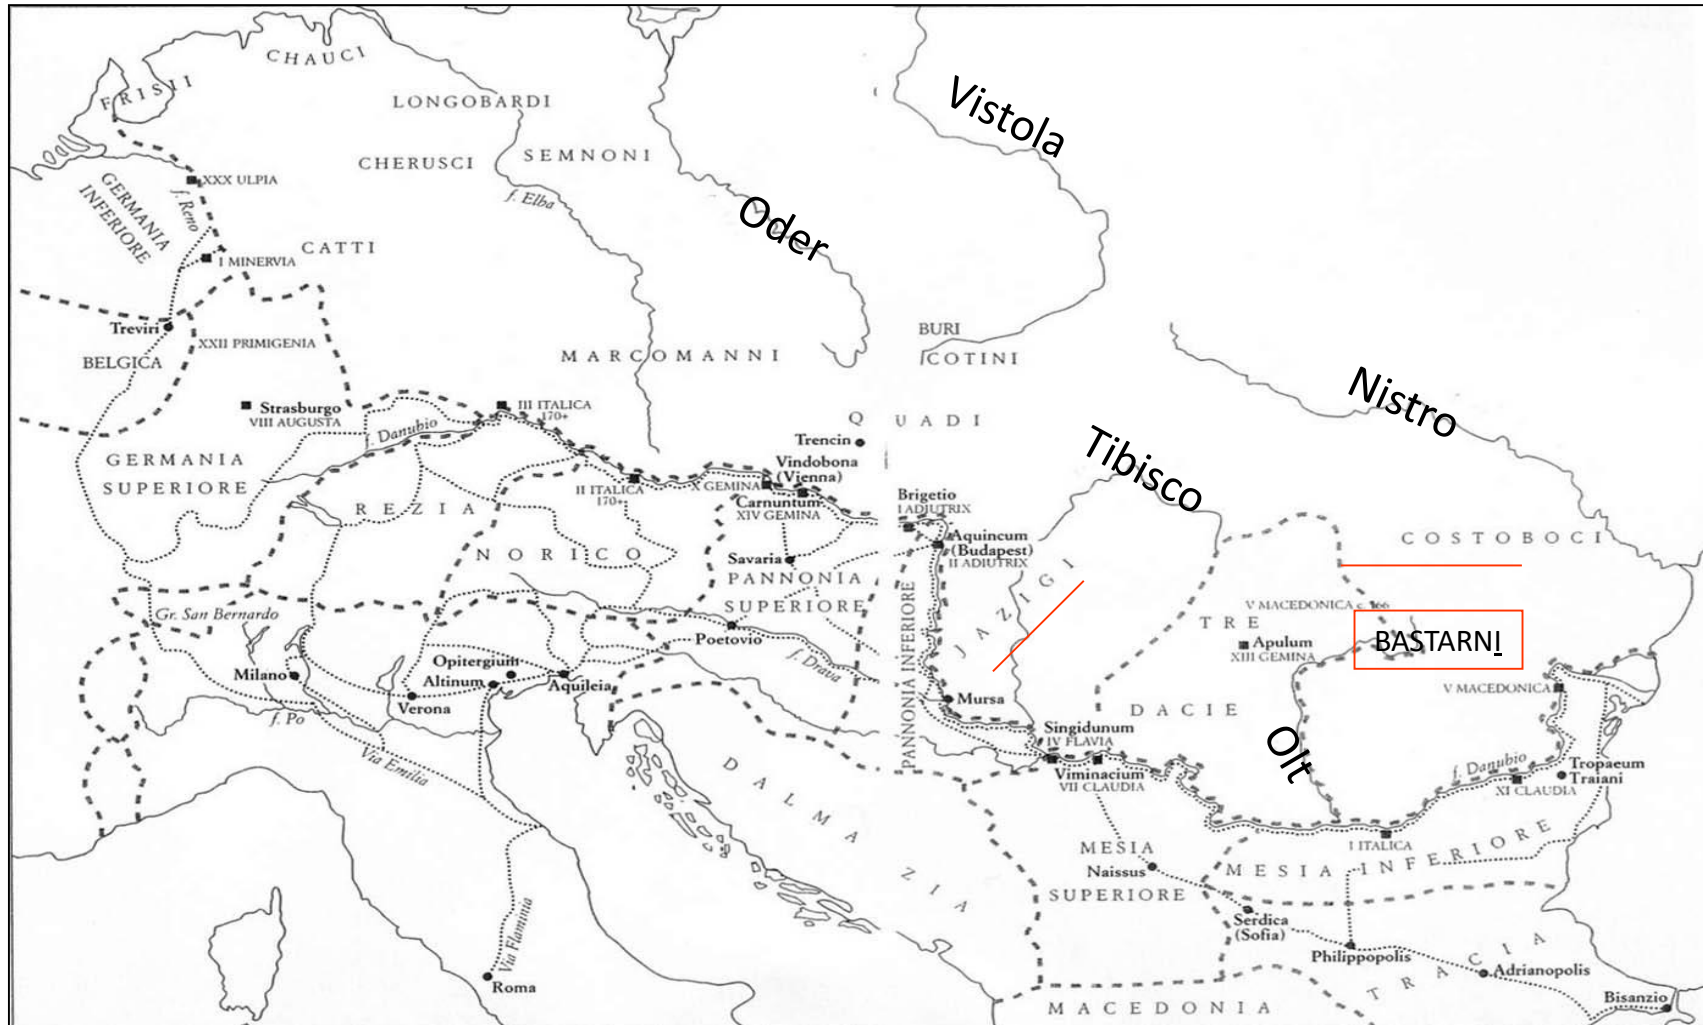 CHAUCI
FRISII
LONGOBARDI
Vistola
CHERUSCI
SEMNONI
XXX ULPIA
GERMANIA
INFERIORE
f. Reno
f. Elba
Oder
CATTI
I MINERVIA
Treviri
XXII PRIMIGENIA
BELGICA
MARCOMANNI
BURI
COTINI
Nistro
Strasburgo
VIII AUGUSTA
III ITALICA
170+
f. Danubio
QUADI
Trencin
Tibisco
GERMANIA
SUPERIORE
Vindobona
(Vienna)
X GEMINA
II ITALICA
170+
Carnuntum
XIV GEMINA
Brigetio
I ADIUTRIX
REZIA
Aquincum
(Budapest)
II ADIUTRIX
COSTOBOCI
NORICO
Savaria
PANNONIA
SUPERIORE
PANNONIA INFERIORE
JAZIGI
Gr. San Bernardo
Poetovio
f. Drava
V MACEDONICA c. 166
TRE
Apulum
XIII GEMINA
BASTARNI
Milano
Opitergium
Altinum
Aquileia
Verona
Mursa
V MACEDONICA
DACIE
f. Po
Via Emilia
Singidunum
IV FLAVIA
Olt
f. Danubio
Viminacium
VII CLAUDIA
Tropaeum
Traiani
XI CLAUDIA
DALMAZIA
I ITALICA
MESIA
SUPERIORE
Naissus
MESIA INFERIORE
Via Flaminia
Serdica
(Sofia)
Philippopolis
TRACIA
Adrianopolis
Roma
MACEDONIA
Bisanzio